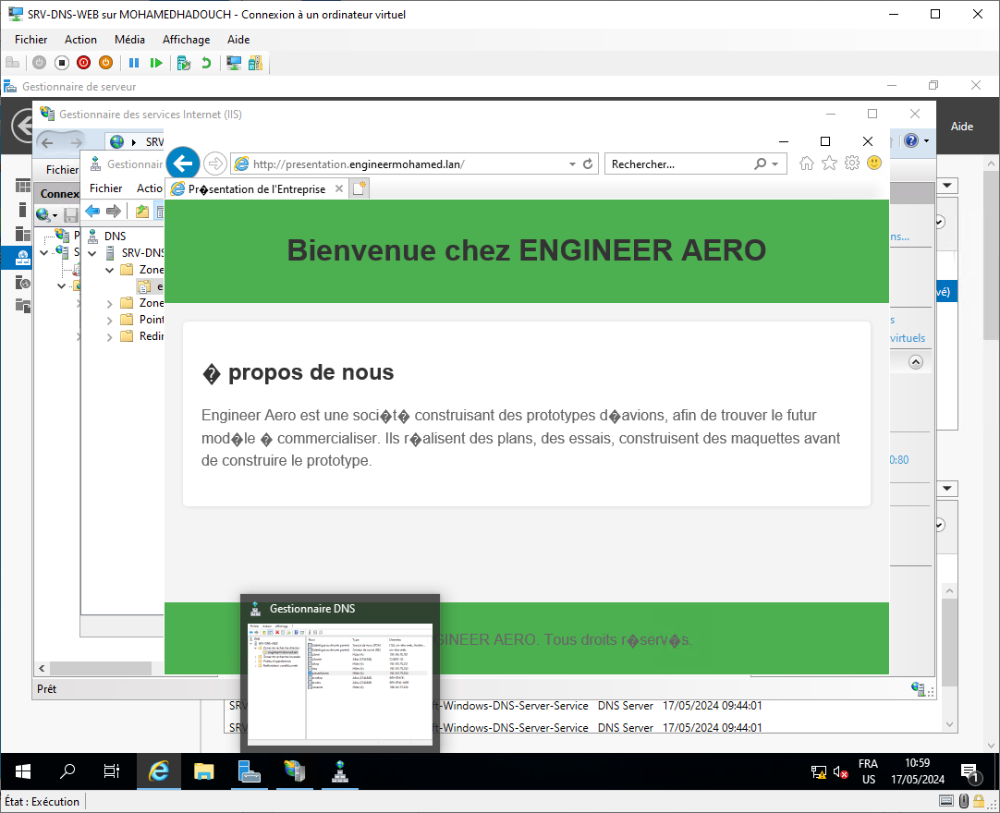 SRV-DNS-WEB sur MOHAMEDHADOUCH - Connexion à un ordinateur virtuel
Fichier Action Média Affichage Aide
Gestionnaire de serveur
Gestionnaire des services Internet (IIS)
Aide
SRV
Fichier
Gestionnair
http://presentation.engineermohamed.lan/
Rechercher...
Connex
Fichier Actio
Pr�sentation de l'Entreprise
DNS
SRV-DNS
Zone
e
Zone
Point
Redir
P
S
Bienvenue chez ENGINEER AERO
ns...
vé)
s
virtuels
� propos de nous
Engineer Aero est une soci�t� construisant des prototypes d�avions, afin de trouver le futur
mod�le � commercialiser. Ils r�alisent des plans, des essais, construisent des maquettes avant
de construire le prototype.
0:80
Gestionnaire DNS
GINEER AERO. Tous droits r�serv�s.
Prêt
SRV ft-Windows-DNS-Server-Service DNS Server 17/05/2024 09:44:01
SRV ft-Windows-DNS-Server-Service DNS Server 17/05/2024 09:44:01
FRA
US
10:59
17/05/2024
1
État : Exécution